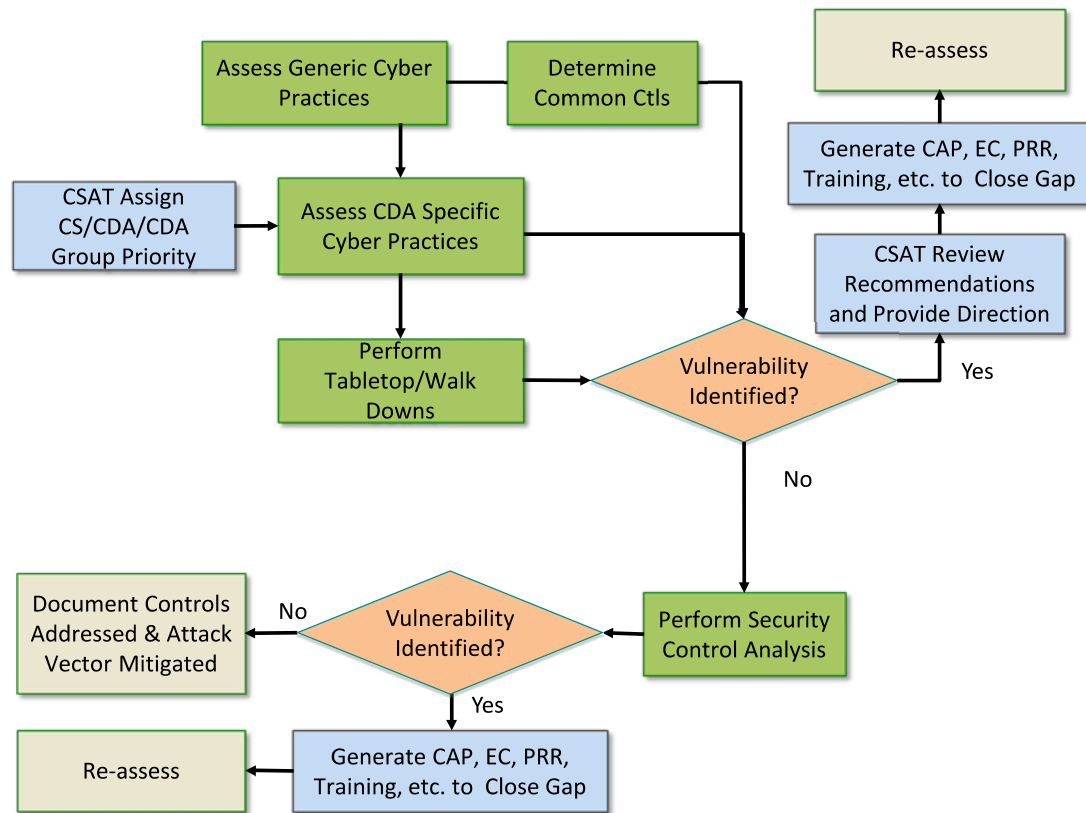 Assess Generic Cyber
Practices
Determine
Common Ctls
Re-assess
Generate CAP, EC, PRR,
Training, etc. to  Close Gap
CSAT Assign
CS/CDA/CDA
Group Priority
Assess CDA Specific
Cyber Practices
CSAT Review
Recommendations
and Provide Direction
Perform
Tabletop/Walk
Downs
Vulnerability
Identified?
Yes
No
Document Controls
Addressed & Attack
Vector Mitigated
No
Vulnerability
Identified?
Perform Security
Control Analysis
Yes
Re-assess
Generate CAP, EC, PRR,
Training, etc. to  Close Gap